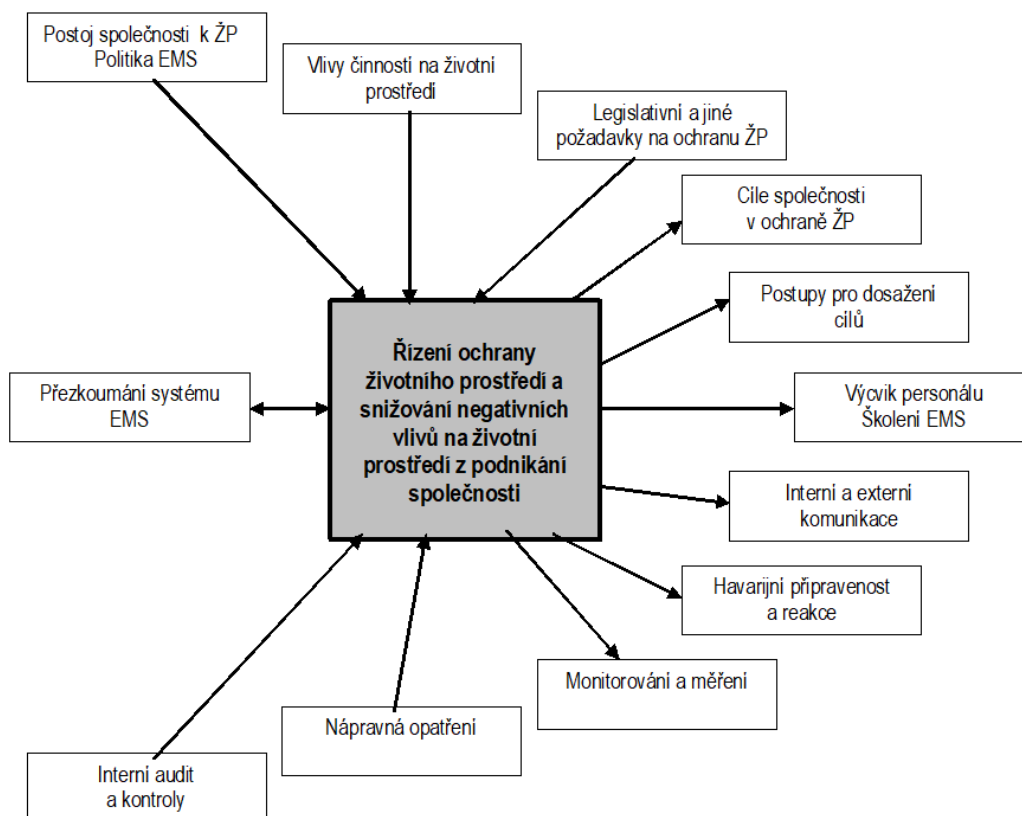 Postoj společnosti k ŽP
Politika EMS
Vlivy činností na životní
prostředí
Legislativní a jiné
požadavky na ochranu ŽP
Cíle společnosti
v ochraně ŽP
Postupy pro dosažení
cílů
Řízení ochrany
životního prostředí a
snižování negativních
vlivů na životní
prostředí z podnikání
společnosti
Přezkoumání systému
EMS
Výcvik personálu
Školení EMS
Interní a externí
komunikace
Havarijní připravenost
a reakce
Monitorování a měření
Nápravná opatření
Interní audit
a kontroly